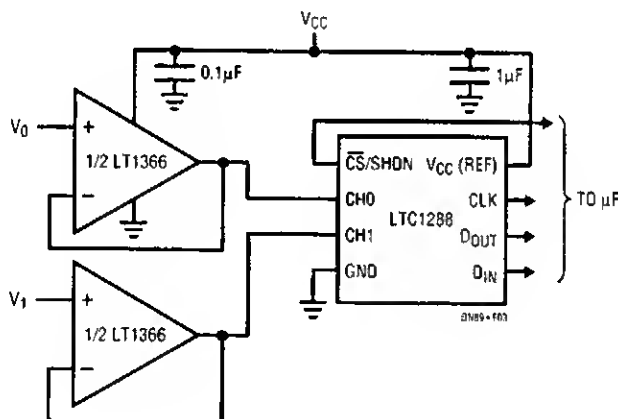 VCC
0.1µF
1µF
V0
+
1/2 LT1366
−
CS/SHDN
VCC (REF)
CH0
LTC1288
CLK
CH1
DOUT
GND
DIN
TO µP
V1
+
1/2 LT1366
−